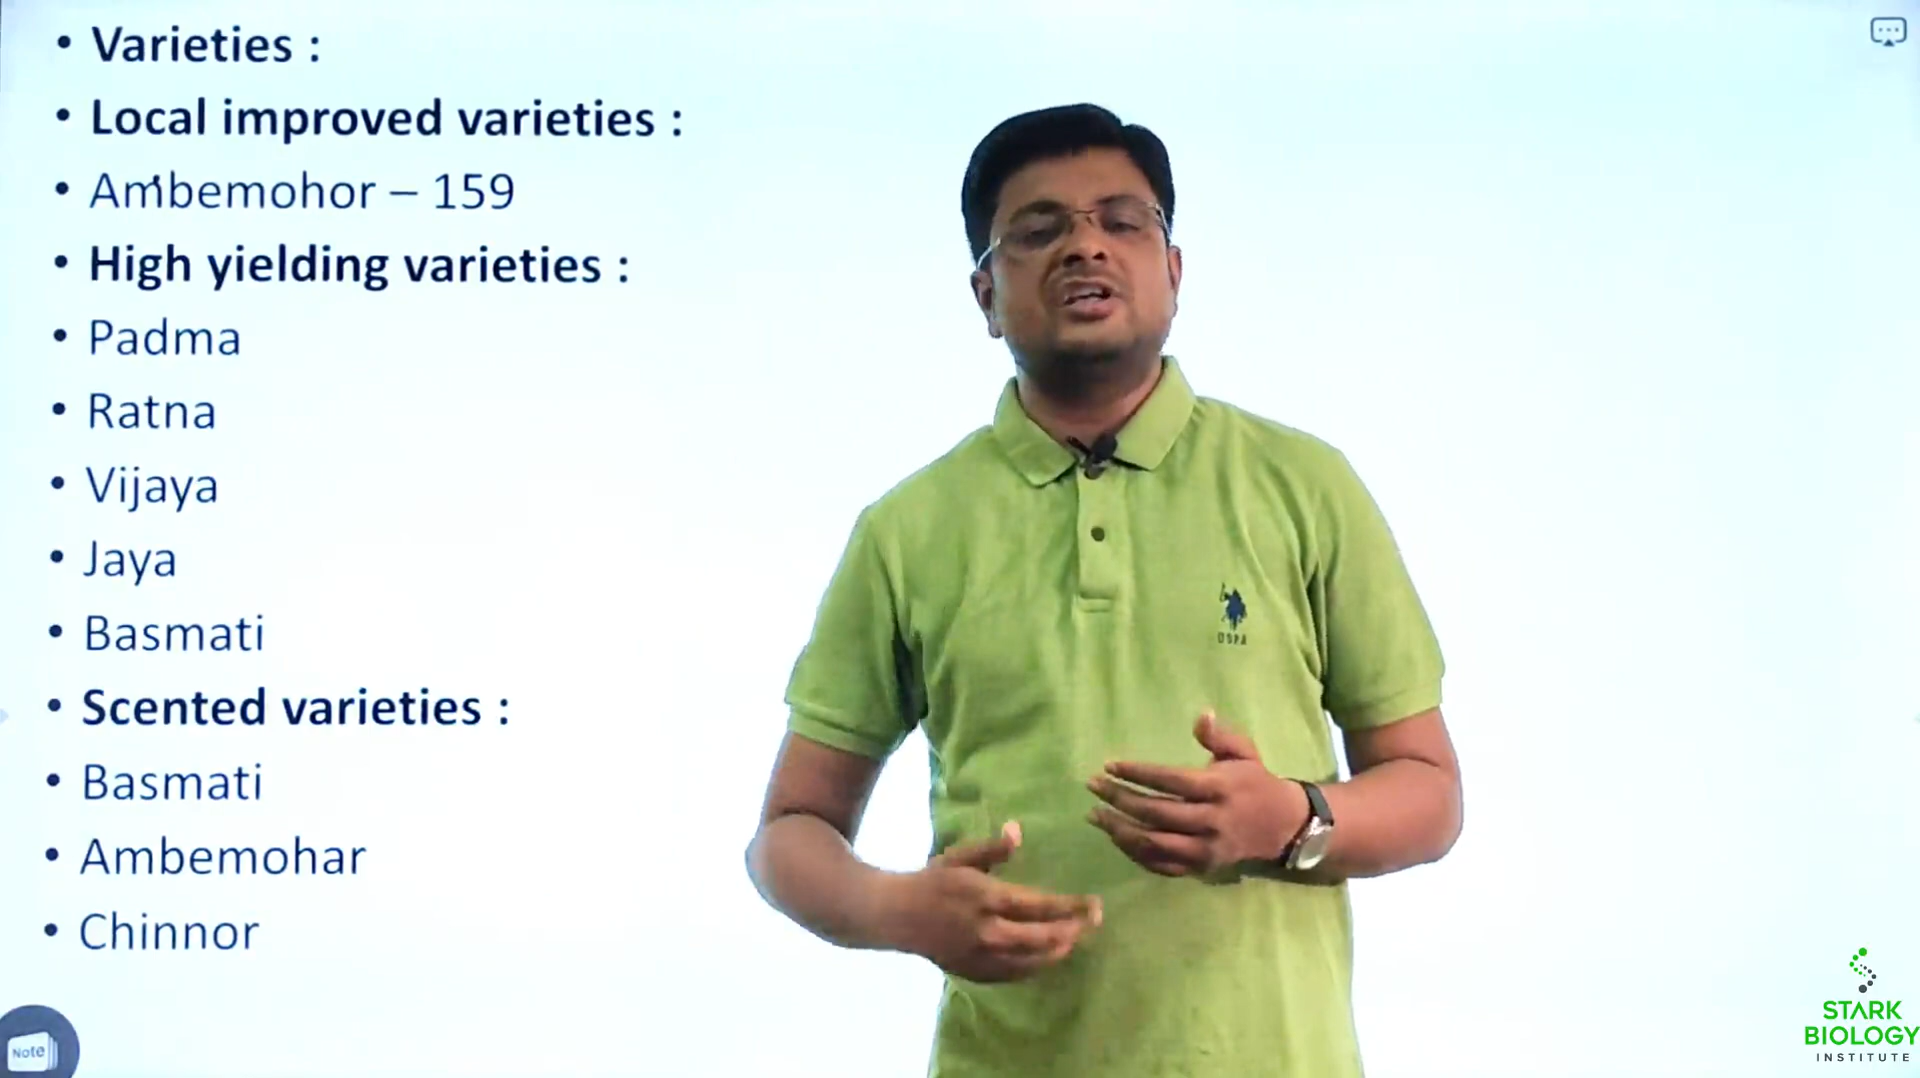 • Varieties :
• Local improved varieties :
• Ambemohor – 159
• High yielding varieties :
• Padma
• Ratna
• Vijaya
• Jaya
• Basmati
• Scented varieties :
• Basmati
• Ambemohar
• Chinnor
USPA
Note
STARK
BIOLOGY
INSTITUTE